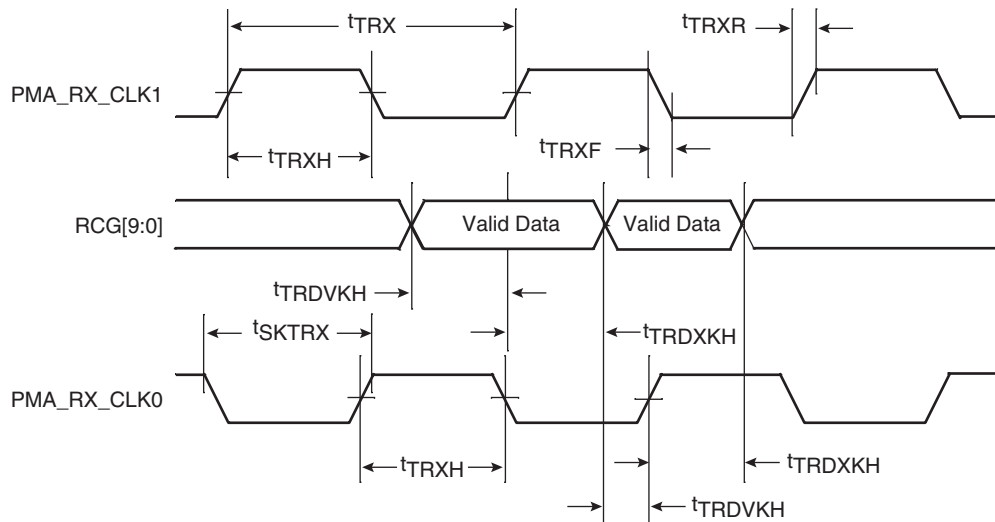 tTRX
tTRXR
PMA_RX_CLK1
tTRXH
tTRXF
RCG[9:0]
Valid Data
Valid Data
tTRDVKH
tSKTRX
tTRDXKH
PMA_RX_CLK0
tTRXH
tTRDXKH
tTRDVKH